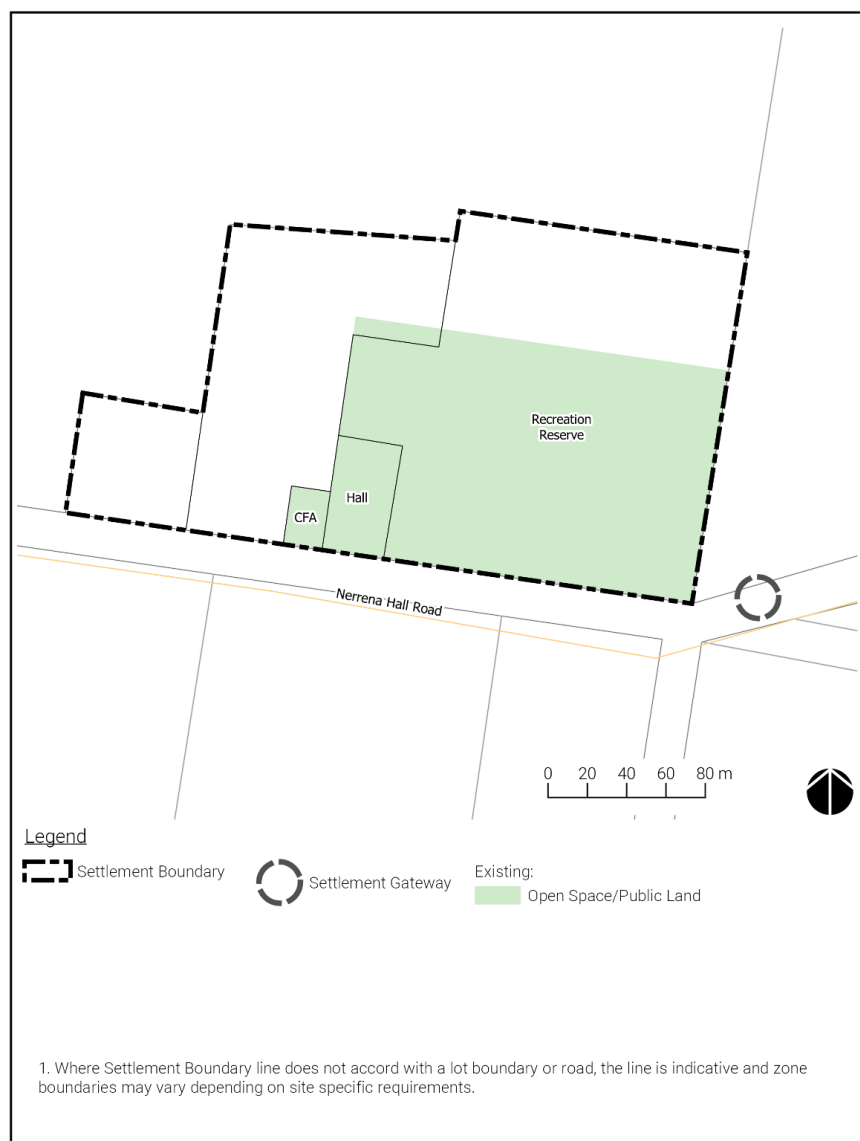 Recreation
Reserve
Hall
CFA
Nerrena Hall Road
0 20 40 60 80 m
Legend
Settlement Boundary
Settlement Gateway
Existing:
Open Space/Public Land
1. Where Settlement Boundary line does not accord with a lot boundary or road, the line is indicative and zone
boundaries may vary depending on site specific requirements.